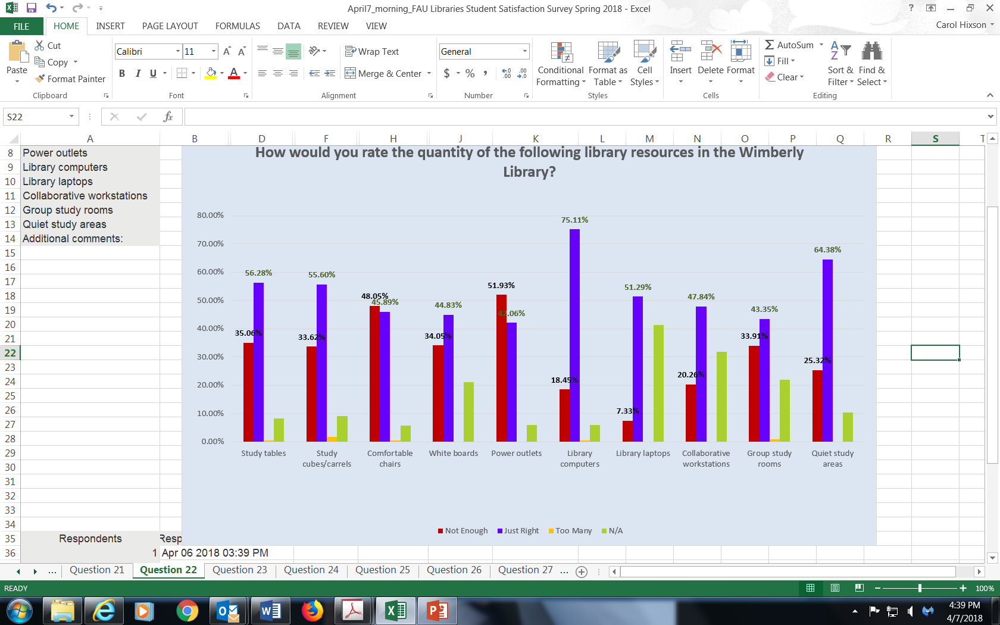 April7_morning_FAU Libraries Student Satisfaction Survey Spring 2018 - Excel
FILE HOME INSERT PAGE LAYOUT FORMULAS DATA REVIEW VIEW Carol Hixson
Cut
Copy
Format Painter
Paste
Clipboard
Calibri 11
B I U A
Font
Wrap Text
Merge & Center
Alignment
General
$ % ,
Number
Conditional Formatting
Format as Table
Cell Styles
Styles
Insert Delete Format
Cells
AutoSum
Fill
Clear
Sort & Filter
Find & Select
Editing
S22 fx
A B D F H J K L M N O P Q R S T
8 Power outlets
9 Library computers
10 Library laptops
11 Collaborative workstations
12 Group study rooms
13 Quiet study areas
14 Additional comments:
15
16
17
18
19
20
21
22
23
24
25
26
27
28
29
30
31
32
33
34
35 Respondents Resp
36 1 Apr 06 2018 03:39 PM
How would you rate the quantity of the following library resources in the Wimberly
Library?
80.00%
70.00%
60.00%
50.00%
40.00%
30.00%
20.00%
10.00%
0.00%
35.06% 56.28%
33.62% 55.60%
48.05% 45.89%
34.05% 44.83%
51.93% 42.06%
18.45% 75.11%
7.33% 51.29%
20.26% 47.84%
33.91% 43.35%
25.32% 64.38%
Study tables
Study cubes/carrels
Comfortable chairs
White boards
Power outlets
Library computers
Library laptops
Collaborative workstations
Group study rooms
Quiet study areas
Not Enough Just Right Too Many N/A
... Question 21 Question 22 Question 23 Question 24 Question 25 Question 26 Question 27 ...
READY 100%
4:39 PM
4/7/2018